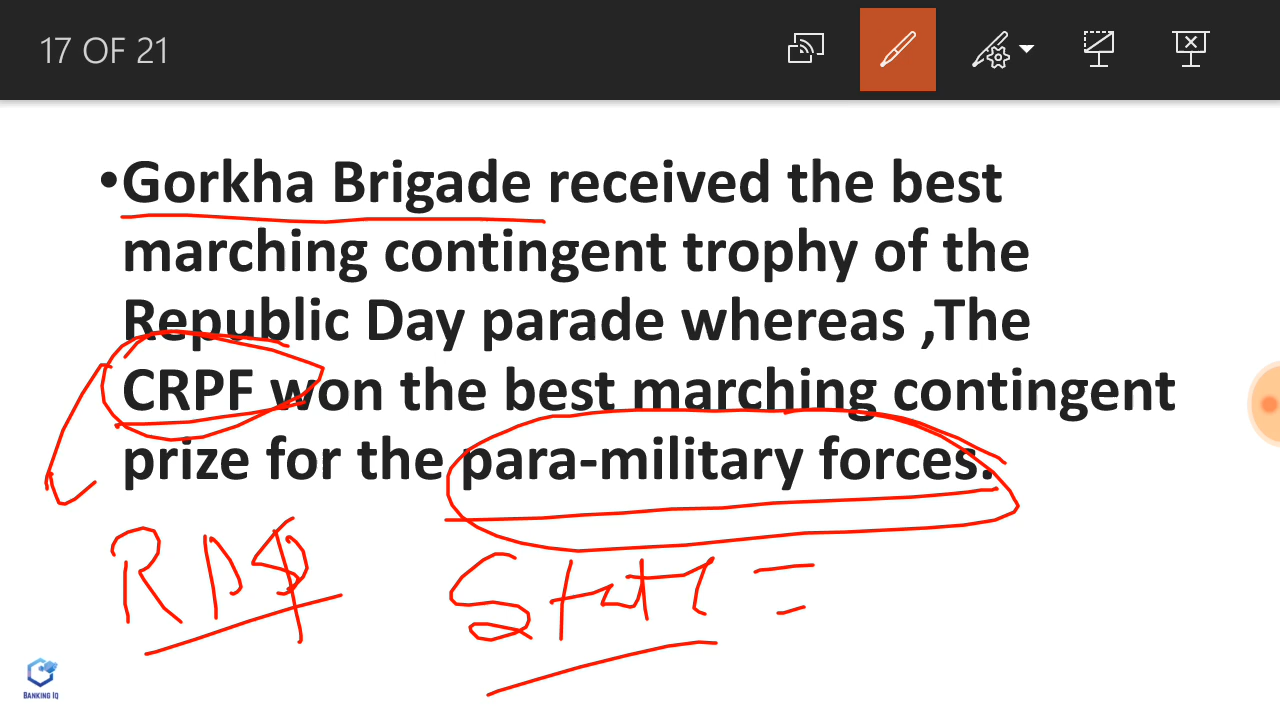 17 OF 21
•Gorkha Brigade received the best
marching contingent trophy of the
Republic Day parade whereas ,The
CRPF won the best marching contingent
prize for the para-military forces.
State =
BANKING IQ